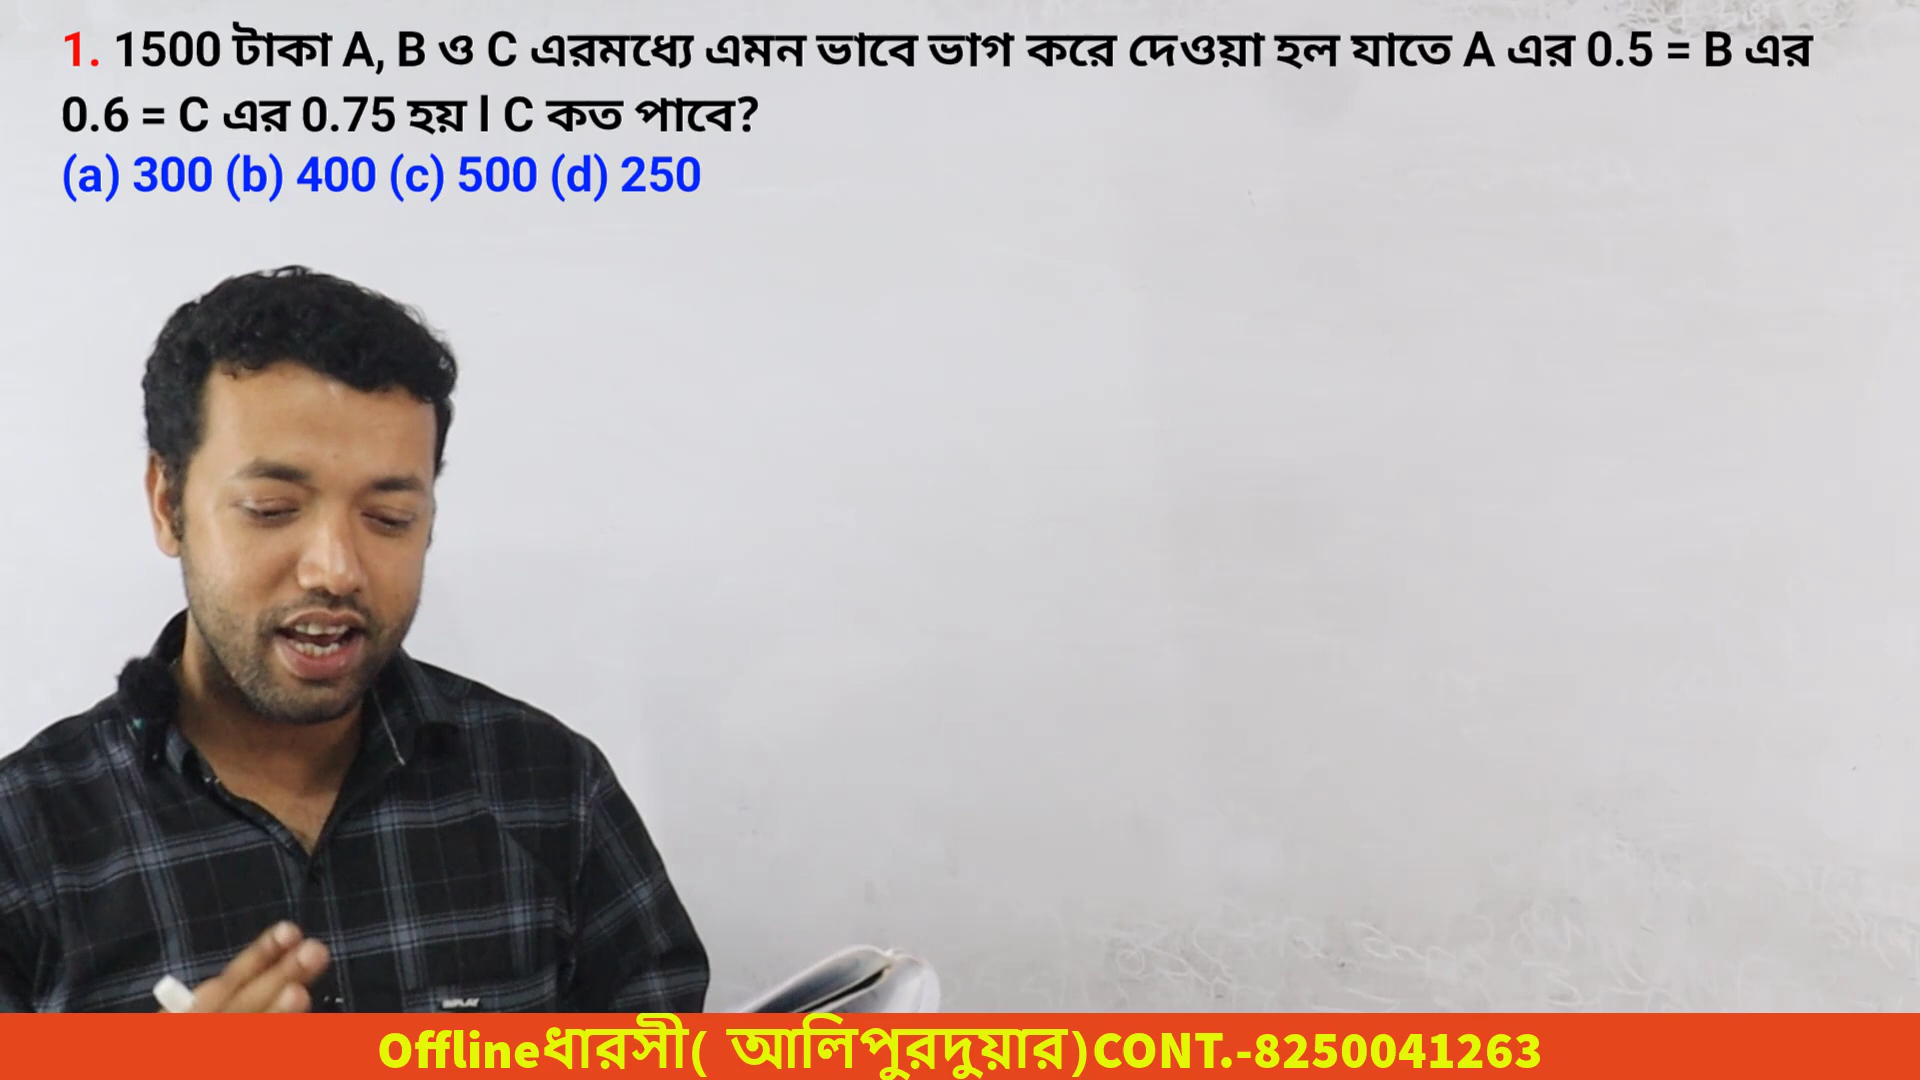 1. 1500 টাকা A, B ও C এরমধ্যে এমন ভাবে ভাগ করে দেওয়া হল যাতে A এর 0.5 = B এর
0.6 = C এর 0.75 হয় l C কত পাবে?
(a) 300 (b) 400 (c) 500 (d) 250
Offlineধারসী( আলিপুরদুয়ার)CONT.-8250041263